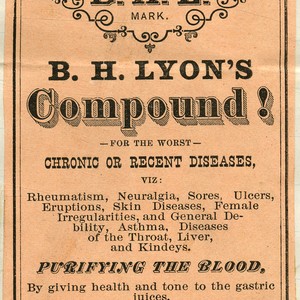 MARK.
B. H. LYON'S
Compound!
—FOR THE WORST—
CHRONIC OR RECENT DISEASES,
VIZ:
Rheumatism, Neuralgia, Sores, Ulcers,
Eruptions, Skin Diseases, Female
Irregularities, and General De-
bility, Asthma, Diseases
of the Throat, Liver,
and Kindeys.
PURIFYING THE BLOOD,
By giving health and tone to the gastric
juices.